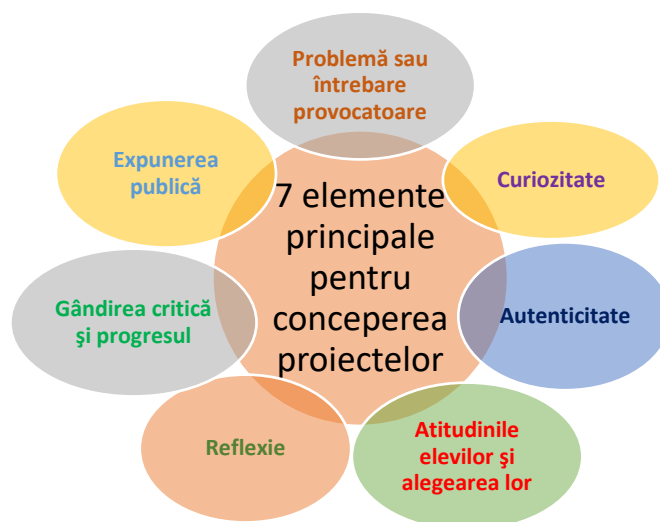 Problemă sau
întrebare
provocatoare
Curiozitate
Autenticitate
Atitudinile
elevilor şi
alegearea lor
Reflexie
Gândirea critică
şi progresul
Expunerea
publică
7 elemente
principale
pentru
conceperea
proiectelor